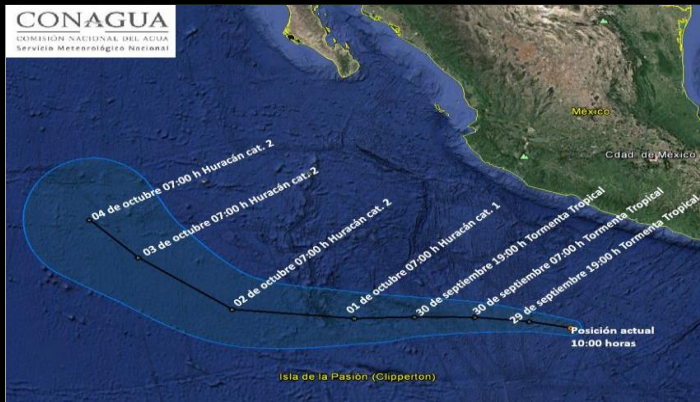 CONAGUA
COMISIÓN NACIONAL DEL AGUA
Servicio Meteorológico Nacional
México
Cdad. de México
04 de octubre 07:00 h Huracán cat. 2
03 de octubre 07:00 h Huracán cat. 2
02 de octubre 07:00 h Huracán cat. 2
01 de octubre 07:00 h Huracán cat. 1
30 de septiembre 19:00 h Tormenta Tropical
30 de septiembre 07:00 h Tormenta Tropical
29 de septiembre 19:00 h Tormenta Tropical
Posición actual
10:00 horas
Isla de la Pasión (Clipperton)